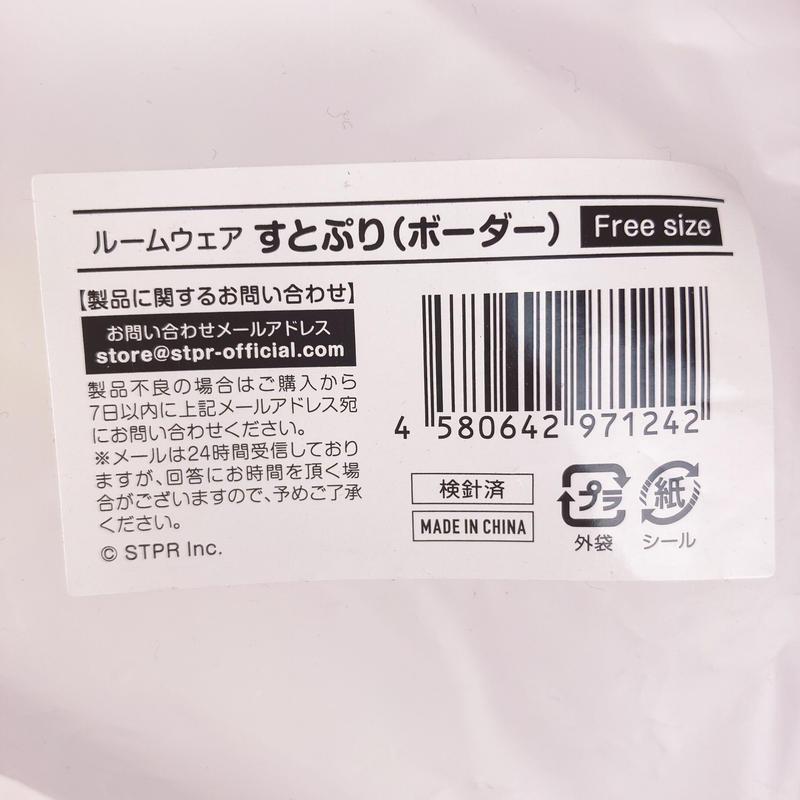 ルームウェア すとぷり(ボーダー) Free size
【製品に関するお問い合わせ】
お問い合わせメールアドレス
store@stpr-official.com
製品不良の場合はご購入から
7日以内に上記メールアドレス宛
にお問い合わせください。
※メールは24時間受信しており
ますが、回答にお時間を頂く場
合がございますので、予めご了承
ください。
© STPR Inc.
4 580642 971242
検針済
MADE IN CHINA
プラ
外袋
紙
シール